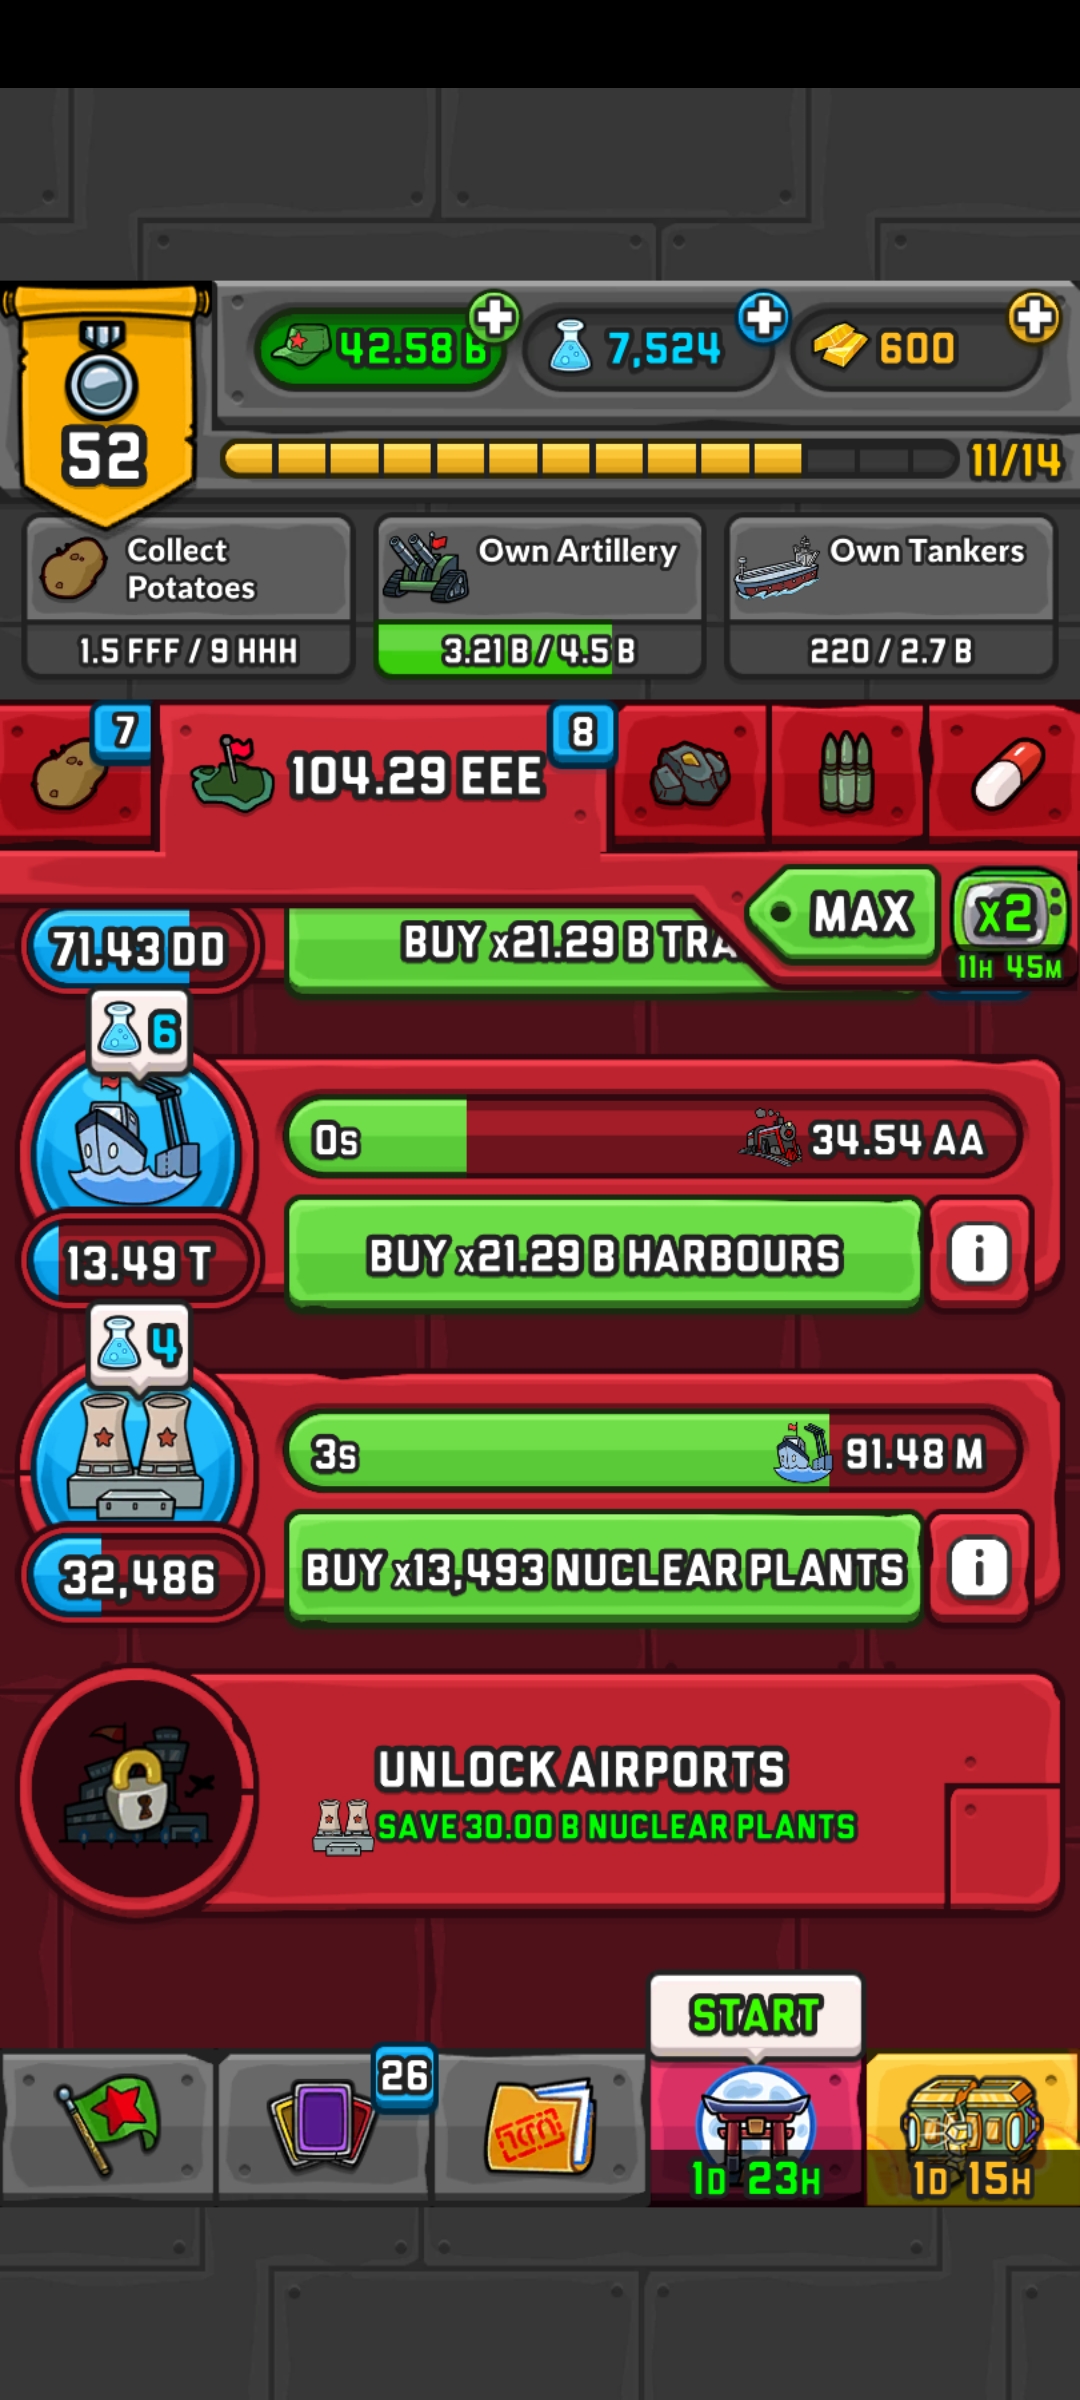 42.58 B
7,524
600
52
11/14
Collect
Potatoes
1.5 FFF / 9 HHH
Own Artillery
3.21 B / 4.5 B
Own Tankers
220 / 2.7 B
7
104.29 EEE
8
MAX
x2
11H 45M
71.43 DD
BUY x21.29 B TRA
6
0s
34.54 AA
13.49 T
BUY x21.29 B HARBOURS
i
4
3s
91.48 M
32,486
BUY x13,493 NUCLEAR PLANTS
i
UNLOCK AIRPORTS
SAVE 30.00 B NUCLEAR PLANTS
START
26
1D 23H
1D 15H